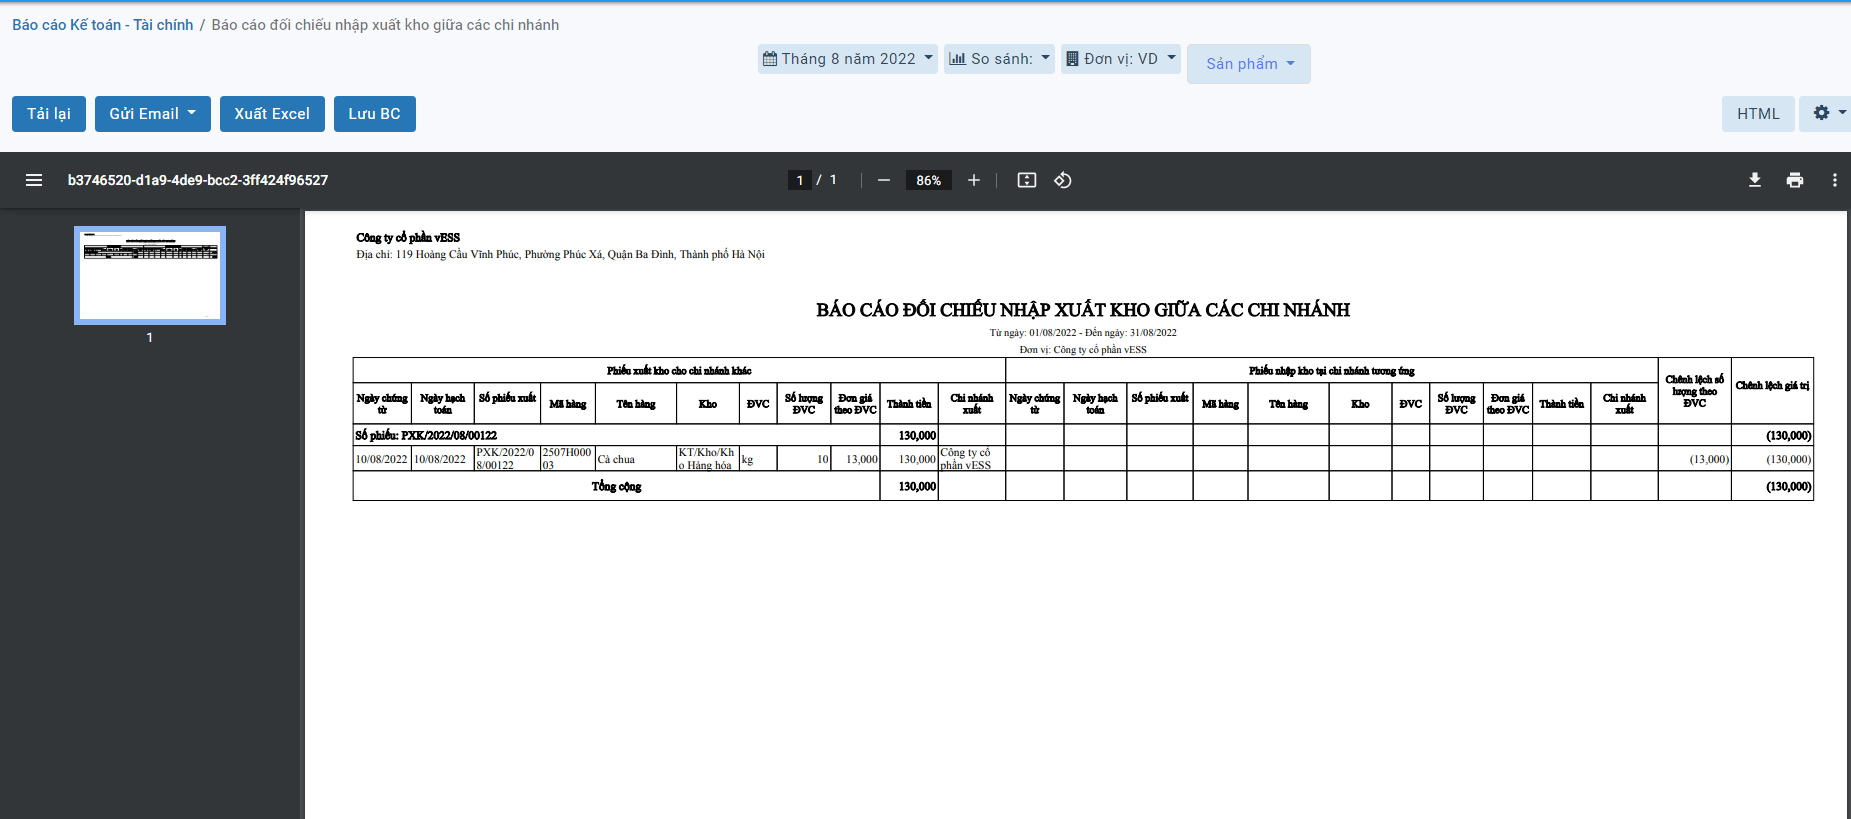 Báo cáo Kế toán - Tài chính / Báo cáo đối chiếu nhập xuất kho giữa các chi nhánh
Tháng 8 năm 2022 So sánh: Đơn vị: VD Sản phẩm
Tải lại Gửi Email Xuất Excel Lưu BC HTML
b3746520-d1a9-4de9-bcc2-3ff424f96527 1 / 1 86%
1
Công ty cổ phần vESS
Địa chỉ: 119 Hoàng Cầu Vĩnh Phúc, Phường Phúc Xá, Quận Ba Đình, Thành phố Hà Nội
BÁO CÁO ĐỐI CHIẾU NHẬP XUẤT KHO GIỮA CÁC CHI NHÁNH
Từ ngày: 01/08/2022 - Đến ngày: 31/08/2022
Đơn vị: Công ty cổ phần vESS
Phiếu xuất kho cho chi nhánh khác Phiếu nhập kho tại chi nhánh tương ứng Chênh lệch số lượng theo ĐVC Chênh lệch giá trị
Ngày chứng từ Ngày hạch toán Số phiếu xuất Mã hàng Tên hàng Kho ĐVC Số lượng ĐVC Đơn giá theo ĐVC Thành tiền Chi nhánh xuất Ngày chứng từ Ngày hạch toán Số phiếu xuất Mã hàng Tên hàng Kho ĐVC Số lượng ĐVC Đơn giá theo ĐVC Thành tiền Chi nhánh xuất
Số phiếu: PXK/2022/08/00122 130,000 (130,000)
10/08/2022 10/08/2022 PXK/2022/08/00122 2507H00003 Cà chua KT/Kho/Kho Hàng hóa kg 10 13,000 130,000 Công ty cổ phần vESS (13,000) (130,000)
Tổng cộng 130,000 (130,000)